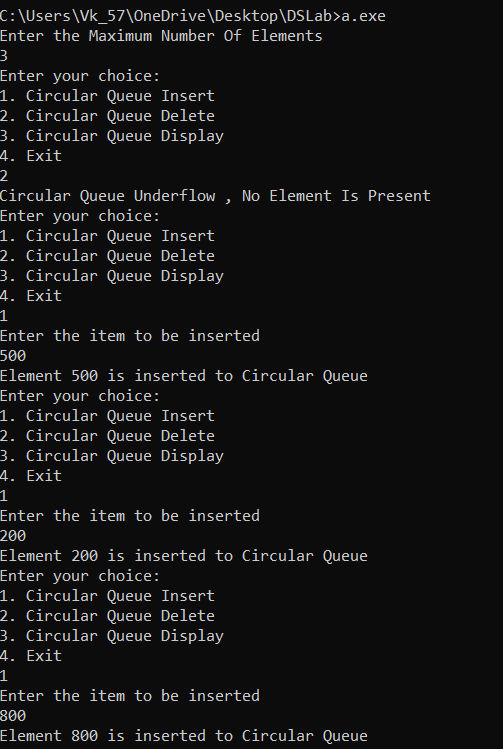 C:\Users\Vk_57\OneDrive\Desktop\DSLab>a.exe
Enter the Maximum Number Of Elements
3
Enter your choice:
1. Circular Queue Insert
2. Circular Queue Delete
3. Circular Queue Display
4. Exit
2
Circular Queue Underflow , No Element Is Present
Enter your choice:
1. Circular Queue Insert
2. Circular Queue Delete
3. Circular Queue Display
4. Exit
1
Enter the item to be inserted
500
Element 500 is inserted to Circular Queue
Enter your choice:
1. Circular Queue Insert
2. Circular Queue Delete
3. Circular Queue Display
4. Exit
1
Enter the item to be inserted
200
Element 200 is inserted to Circular Queue
Enter your choice:
1. Circular Queue Insert
2. Circular Queue Delete
3. Circular Queue Display
4. Exit
1
Enter the item to be inserted
800
Element 800 is inserted to Circular Queue